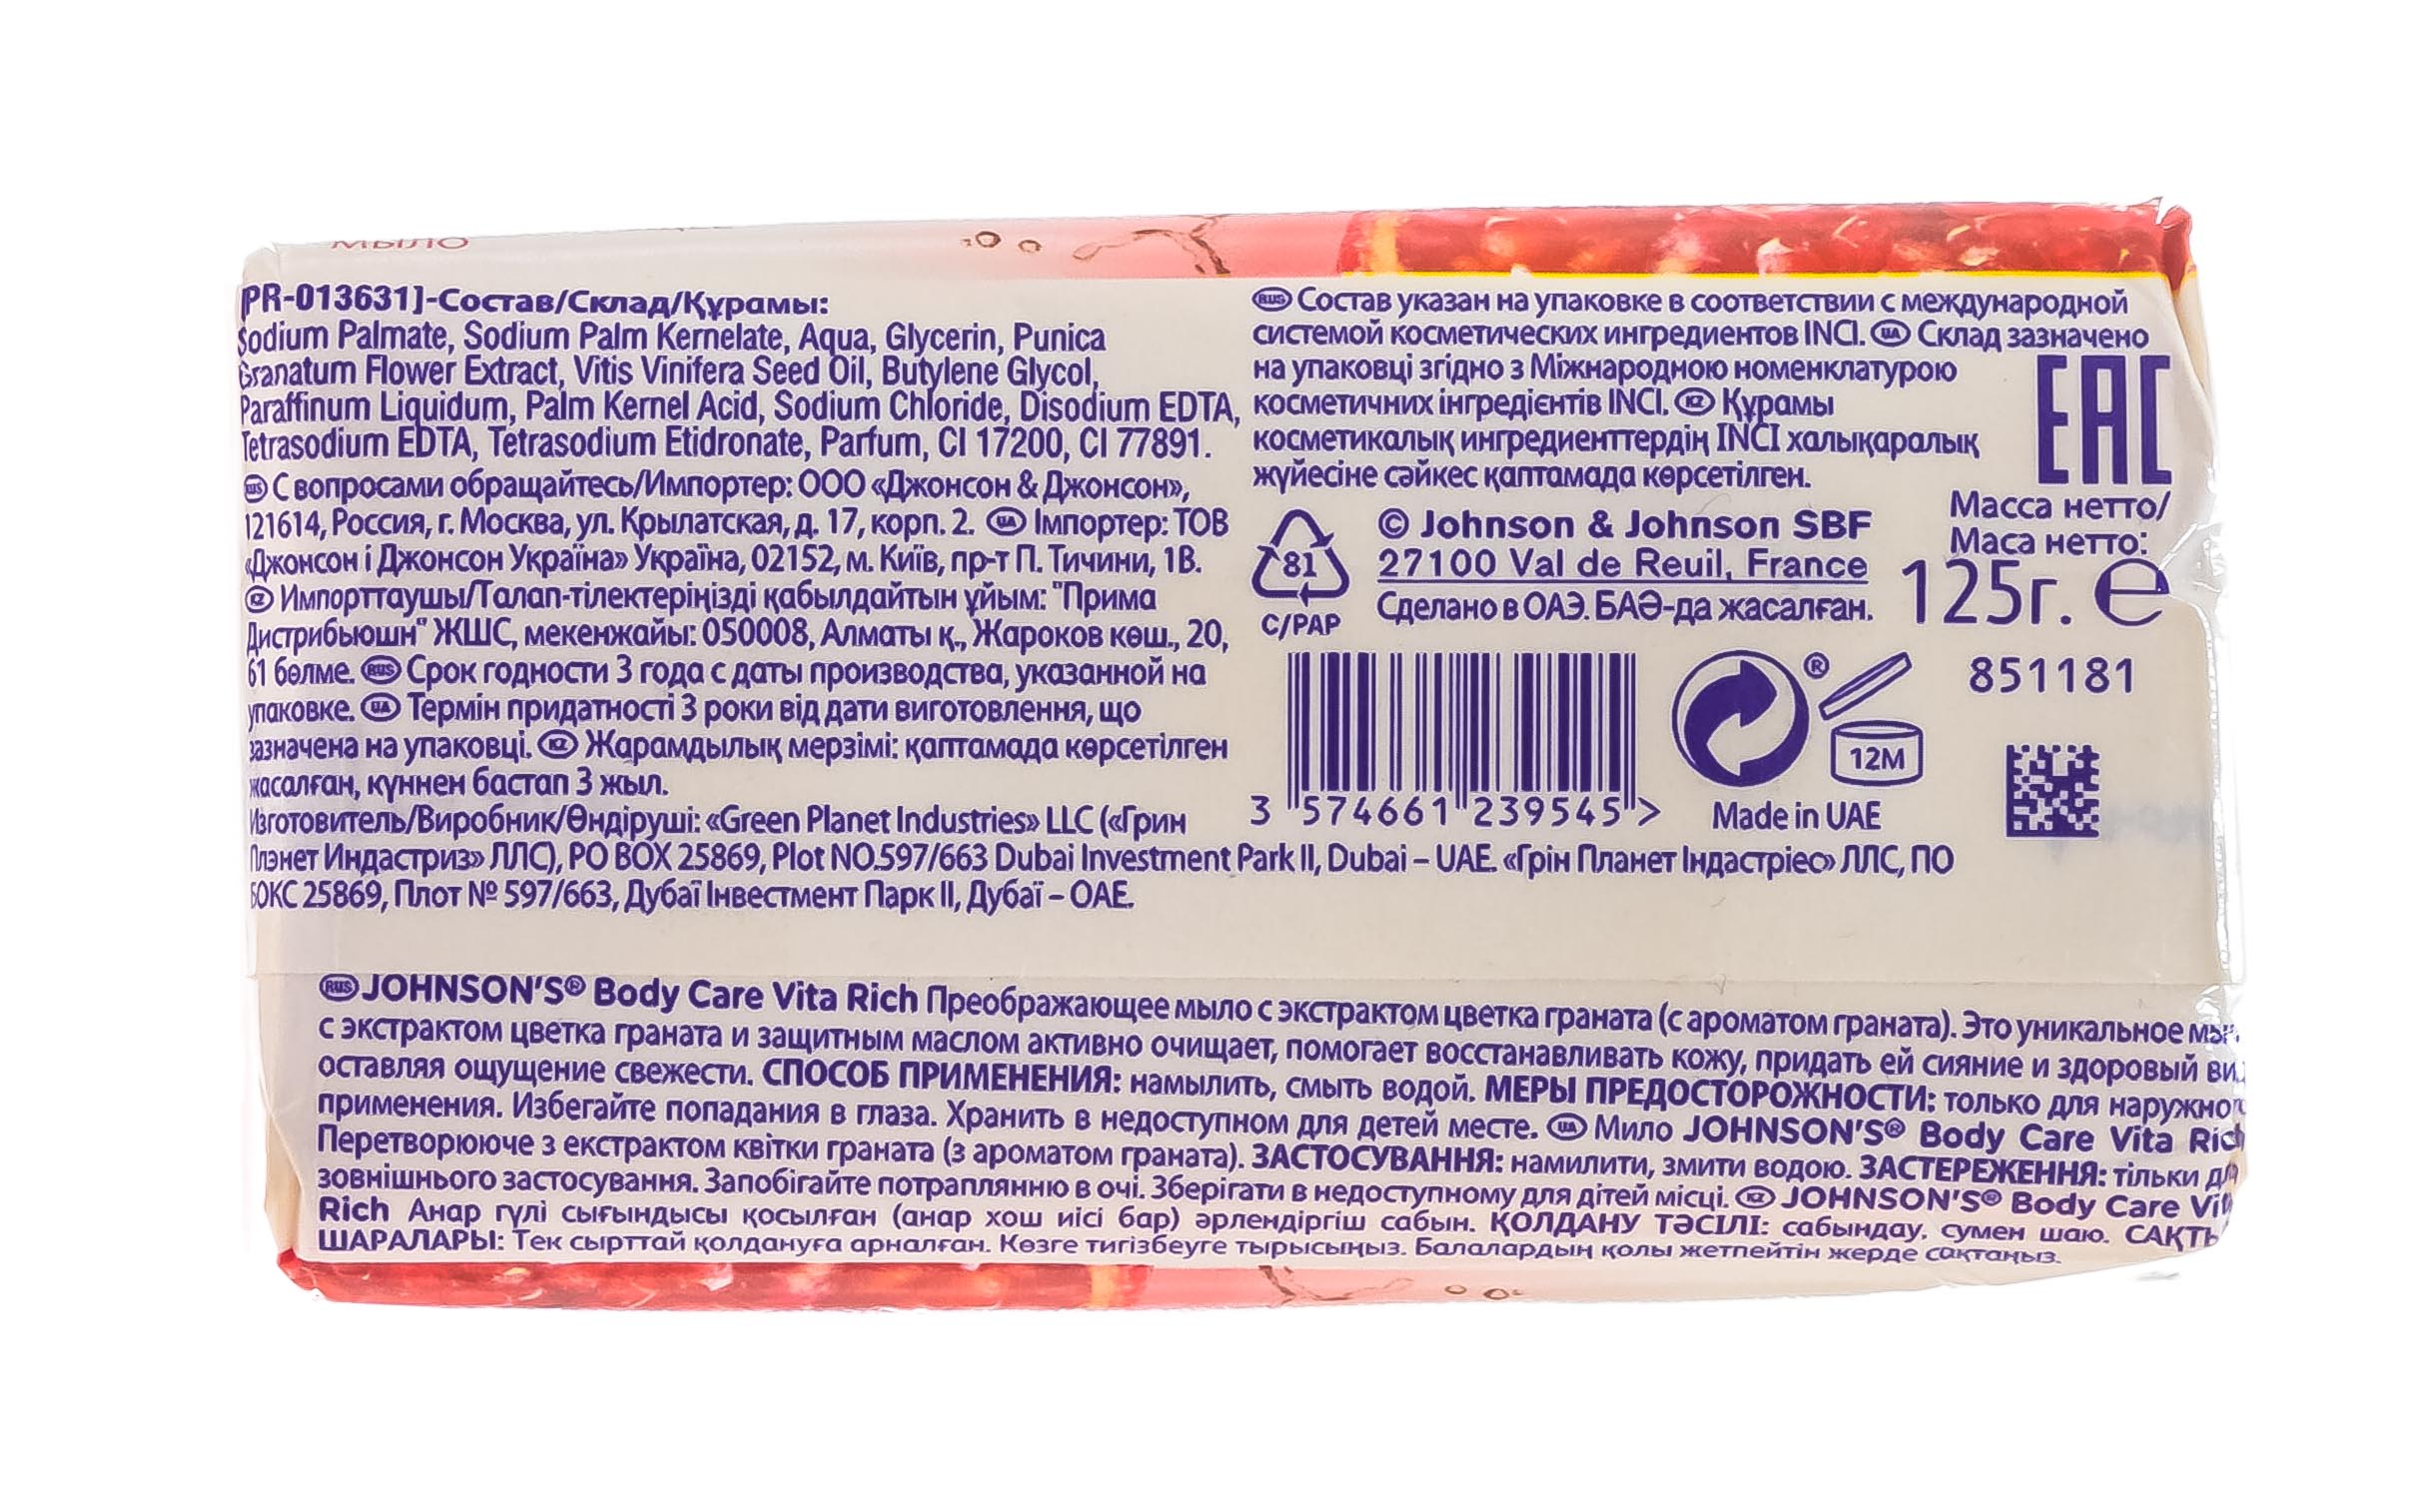 МЫЛО
PR-013631]-Состав/Склад/Құрамы:
Sodium Palmate, Sodium Palm Kernelate, Aqua, Glycerin, Punica
Granatum Flower Extract, Vitis Vinifera Seed Oil, Butylene Glycol,
Paraffinum Liquidum, Palm Kernel Acid, Sodium Chloride, Disodium EDTA,
Tetrasodium EDTA, Tetrasodium Etidronate, Parfum, CI 17200, CI 77891.
RUS С вопросами обращайтесь/Импортер: ООО «Джонсон & Джонсон»,
121614, Россия, г. Москва, ул. Крылатская, д. 17, корп. 2. UA Імпортер: ТОВ
«Джонсон і Джонсон Україна» Україна, 02152, м. Київ, пр-т П. Тичини, 1В.
KZ Импорттаушы/Талап-тілектеріңізді қабылдайтын ұйым: "Прима
Дистрибьюшн" ЖШС, мекенжайы: 050008, Алматы қ., Жароков көш., 20,
61 бөлме. RUS Срок годности 3 года с даты производства, указанной на
упаковке. UA Термін придатності 3 роки від дати виготовлення, що
зазначена на упаковці. KZ Жарамдылық мерзімі: қаптамада көрсетілген
жасалған, күннен бастап 3 жыл.
Изготовитель/Виробник/Өндіруші: «Green Planet Industries» LLC («Грин
Плэнет Индастриз» ЛЛС), PO BOX 25869, Plot NO.597/663 Dubai Investment Park II, Dubai – UAE. «Грін Планет Індастріес» ЛЛС, ПО
БОКС 25869, Плот № 597/663, Дубаї Інвестмент Парк II, Дубаї – ОАЕ.
RUS Состав указан на упаковке в соответствии с международной
системой косметических ингредиентов INCI. UA Склад зазначено
на упаковці згідно з Міжнародною номенклатурою
косметичних інгредієнтів INCI. KZ Құрамы
косметикалық ингредиенттердің INCI халықаралық
жүйесіне сәйкес қаптамада көрсетілген.
EAC
81
C/PAP
© Johnson & Johnson SBF
27100 Val de Reuil, France
Сделано в ОАЭ. БАӘ-да жасалған.
Масса нетто/
Маса нетто:
125г. e
851181
3 574661 239545 >
®
12M
Made in UAE
RUS JOHNSON'S® Body Care Vita Rich Преображающее мыло с экстрактом цветка граната (с ароматом граната). Это уникальное
с экстрактом цветка граната и защитным маслом активно очищает, помогает восстанавливать кожу, придать ей сияние и здоровый
оставляя ощущение свежести. СПОСОБ ПРИМЕНЕНИЯ: намылить, смыть водой. МЕРЫ ПРЕДОСТОРОЖНОСТИ: только для
применения. Избегайте попадания в глаза. Хранить в недоступном для детей месте. UA Мило JOHNSON'S® Body Care Vita Rich
Перетворююче з екстрактом квітки граната (з ароматом граната). ЗАСТОСУВАННЯ: намилити, змити водою. ЗАСТЕРЕЖЕННЯ: тільки
зовнішнього застосування. Запобігайте потраплянню в очі. Зберігати в недоступному для дітей місці. KZ JOHNSON'S® Body Care
Rich Анар гүлі сығындысы қосылған (анар хош иісі бар) әрлендіргіш сабын. ҚОЛДАНУ ТӘСІЛІ: сабындау, сумен шаю.
ШАРАЛАРЫ: Тек сырттай қолдануға арналған. Көзге тигізбеуге тырысыңыз. Балалардың қолы жетпейтін жерде сақтаңыз.